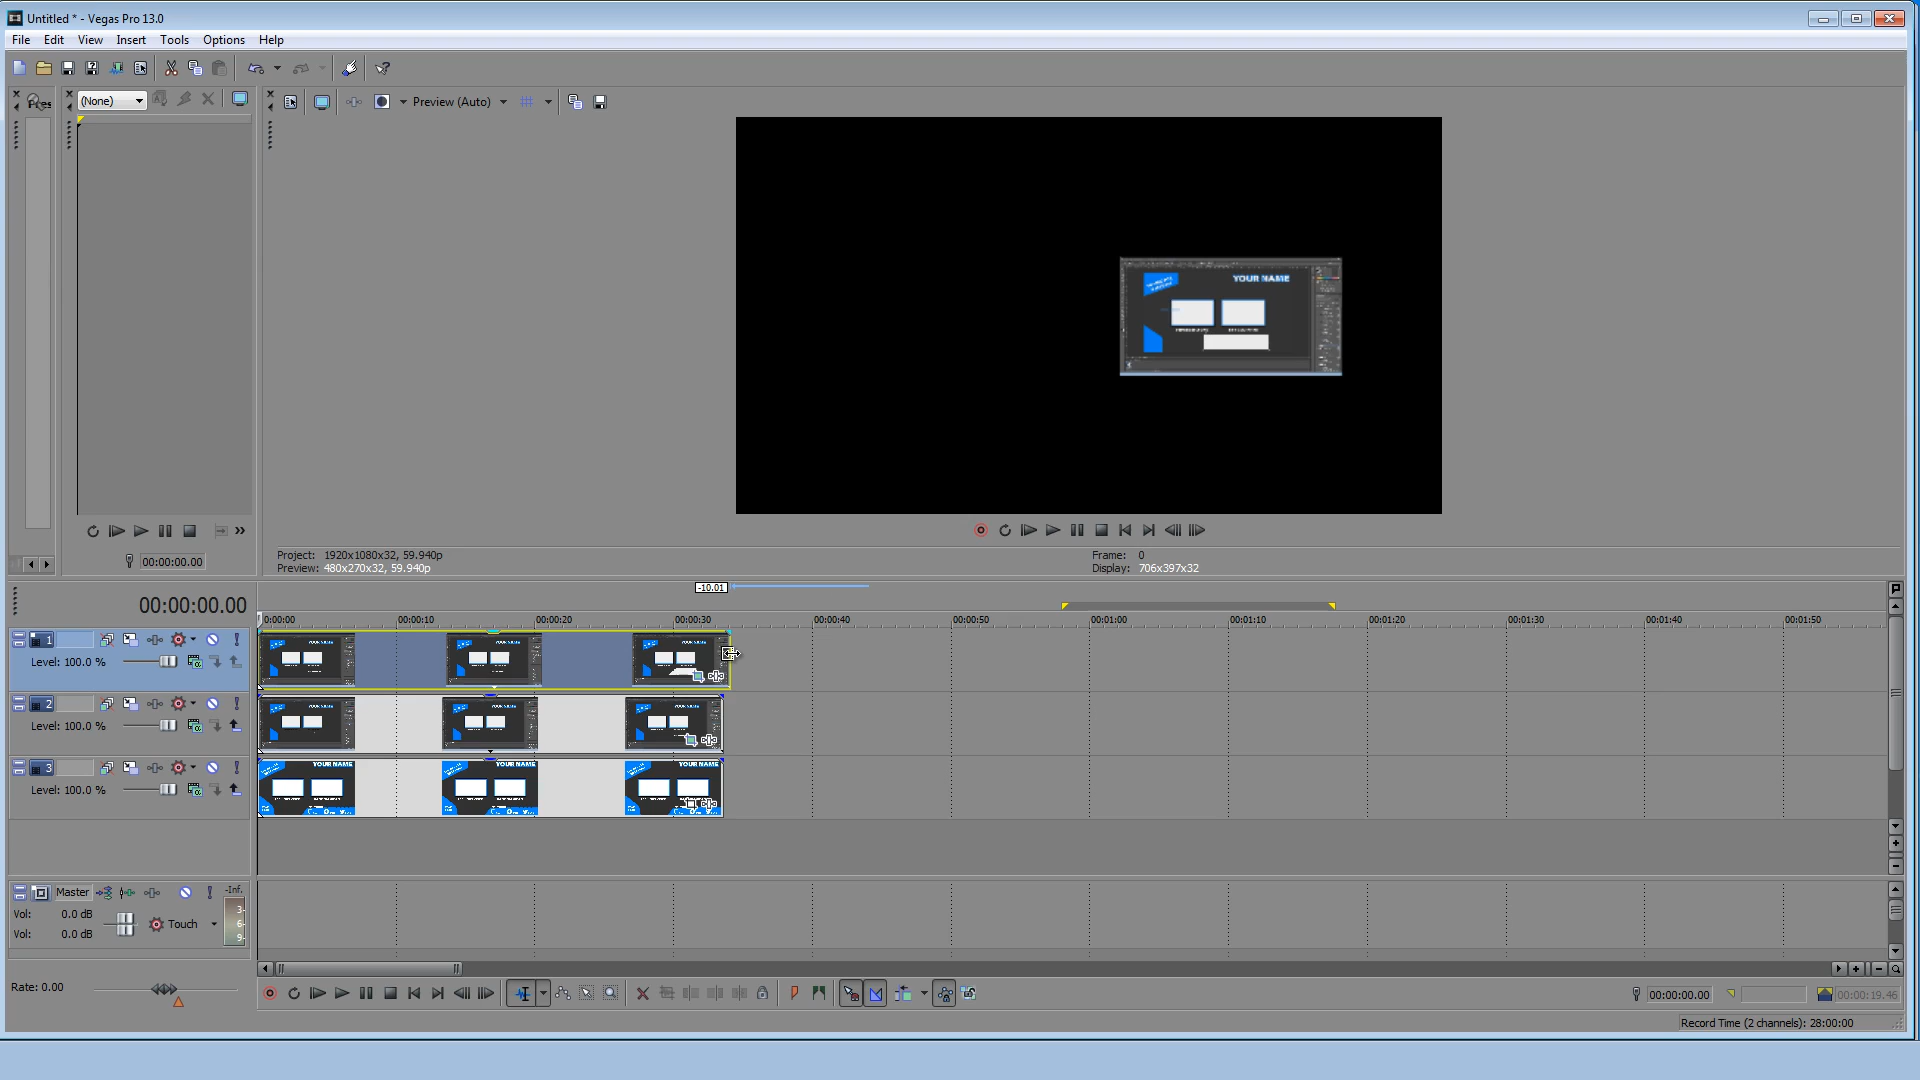 Untitled * - Vegas Pro 13.0
File Edit View Insert Tools Options Help
(None)
Preview (Auto)
YOUR NAME
00:00:00.00
Project: 1920x1080x32, 59.940p
Preview: 480x270x32, 59.940p
Frame: 0
Display: 706x397x32
-10.01
00:00:00.00
0:00:00 00:00:10 00:00:20 00:00:30 00:00:40 00:00:50 00:01:00 00:01:10 00:01:20 00:01:30 00:01:40 00:01:50
1
Level: 100.0 %
2
Level: 100.0 %
3
Level: 100.0 %
YOUR NAME YOUR NAME YOUR NAME
Master
-Inf.
Vol: 0.0 dB
3
Touch
6
Vol: 0.0 dB
9
Rate: 0.00
00:00:00.00
00:00:19.46
Record Time (2 channels): 28:00:00